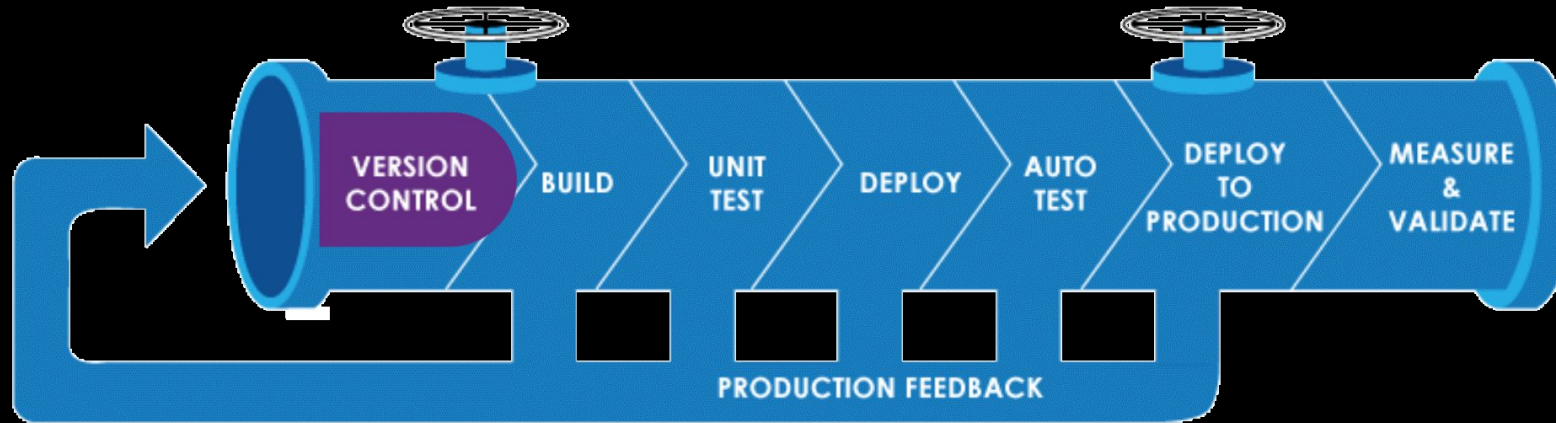 VERSION
CONTROL
BUILD
UNIT
TEST
DEPLOY
AUTO
TEST
DEPLOY
TO
PRODUCTION
MEASURE
&
VALIDATE
PRODUCTION FEEDBACK